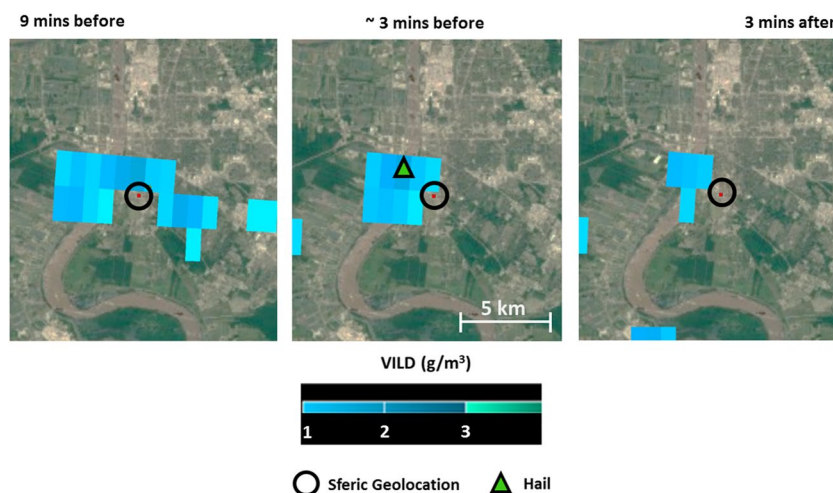 9 mins before
~ 3 mins before
3 mins after
5 km
VILD (g/m³)
1 2 3
Sferic Geolocation Hail